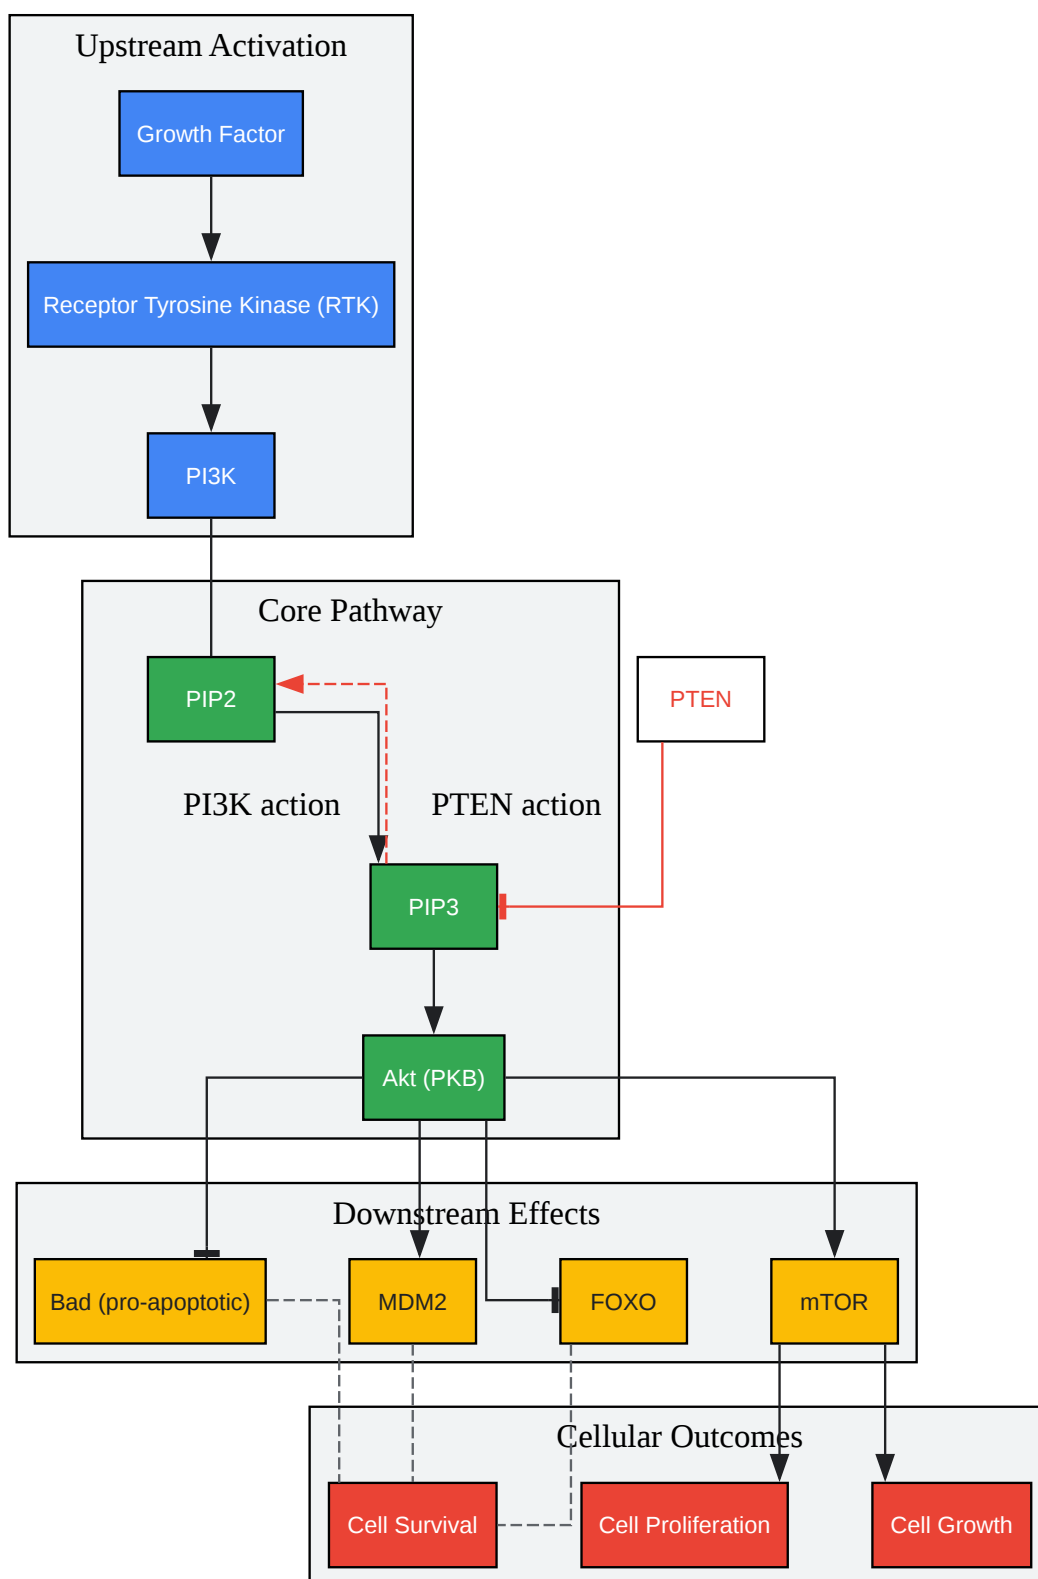 Upstream Activation
Growth Factor
Receptor Tyrosine Kinase (RTK)
PI3K
Core Pathway
PIP2
PTEN
PI3K action
PTEN action
PIP3
Akt (PKB)
Downstream Effects
Bad (pro-apoptotic)
MDM2
FOXO
mTOR
Cellular Outcomes
Cell Survival
Cell Proliferation
Cell Growth